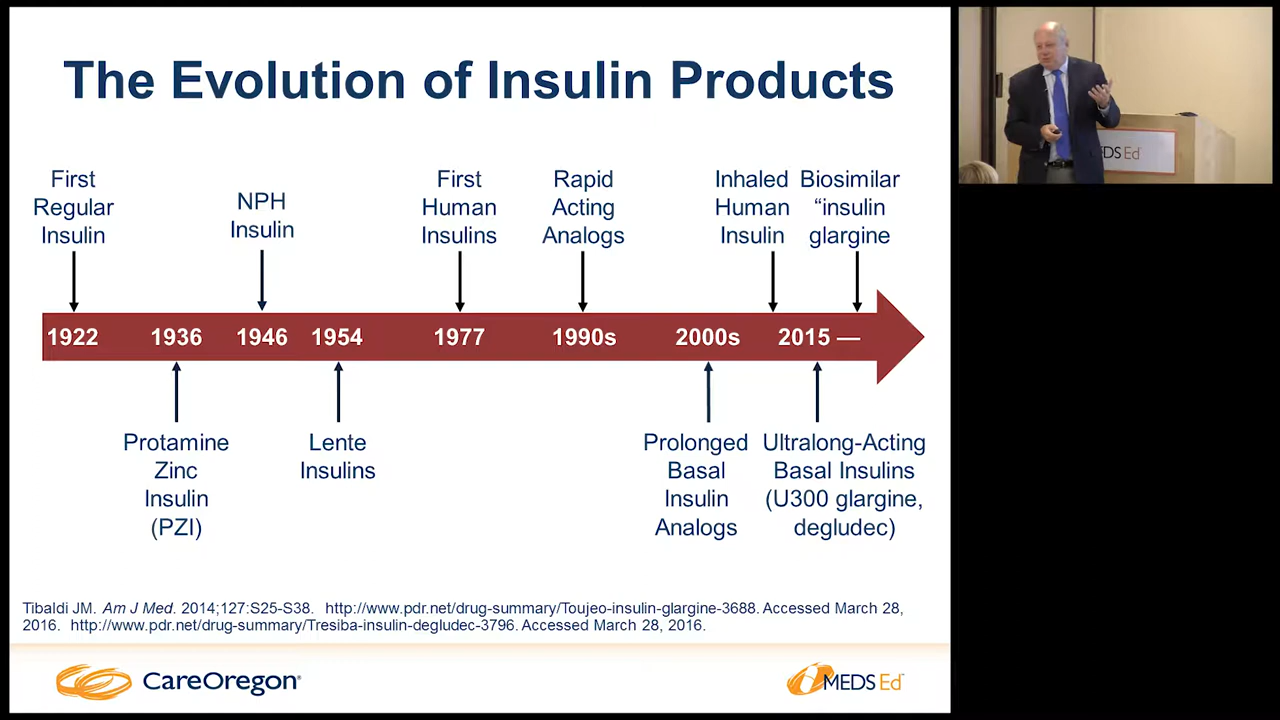 The Evolution of Insulin Products
First
Regular
Insulin
NPH
Insulin
First
Human
Insulins
Rapid
Acting
Analogs
Inhaled
Human
Insulin
Biosimilar
“insulin
glargine
1922 1936 1946 1954 1977 1990s 2000s 2015 —
Protamine
Zinc
Insulin
(PZI)
Lente
Insulins
Prolonged
Basal
Insulin
Analogs
Ultralong-Acting
Basal Insulins
(U300 glargine,
degludec)
Tibaldi JM. Am J Med. 2014;127:S25-S38. http://www.pdr.net/drug-summary/Toujeo-insulin-glargine-3688. Accessed March 28,
2016. http://www.pdr.net/drug-summary/Tresiba-insulin-degludec-3796. Accessed March 28, 2016.
CareOregon®
MEDS Ed
EDS Ed